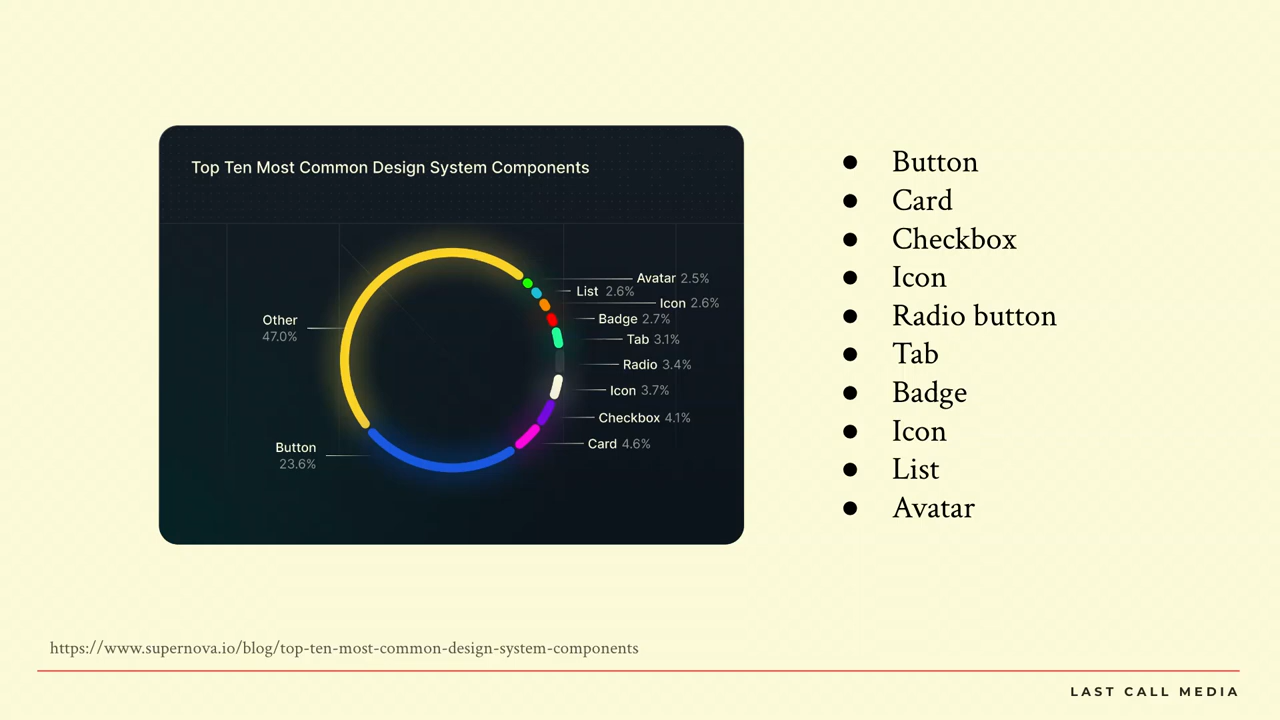 Top Ten Most Common Design System Components
Avatar 2.5%
List 2.6%
Icon 2.6%
Badge 2.7%
Tab 3.1%
Radio 3.4%
Icon 3.7%
Checkbox 4.1%
Card 4.6%
Other
47.0%
Button
23.6%
● Button
● Card
● Checkbox
● Icon
● Radio button
● Tab
● Badge
● Icon
● List
● Avatar
https://www.supernova.io/blog/top-ten-most-common-design-system-components
LAST CALL MEDIA